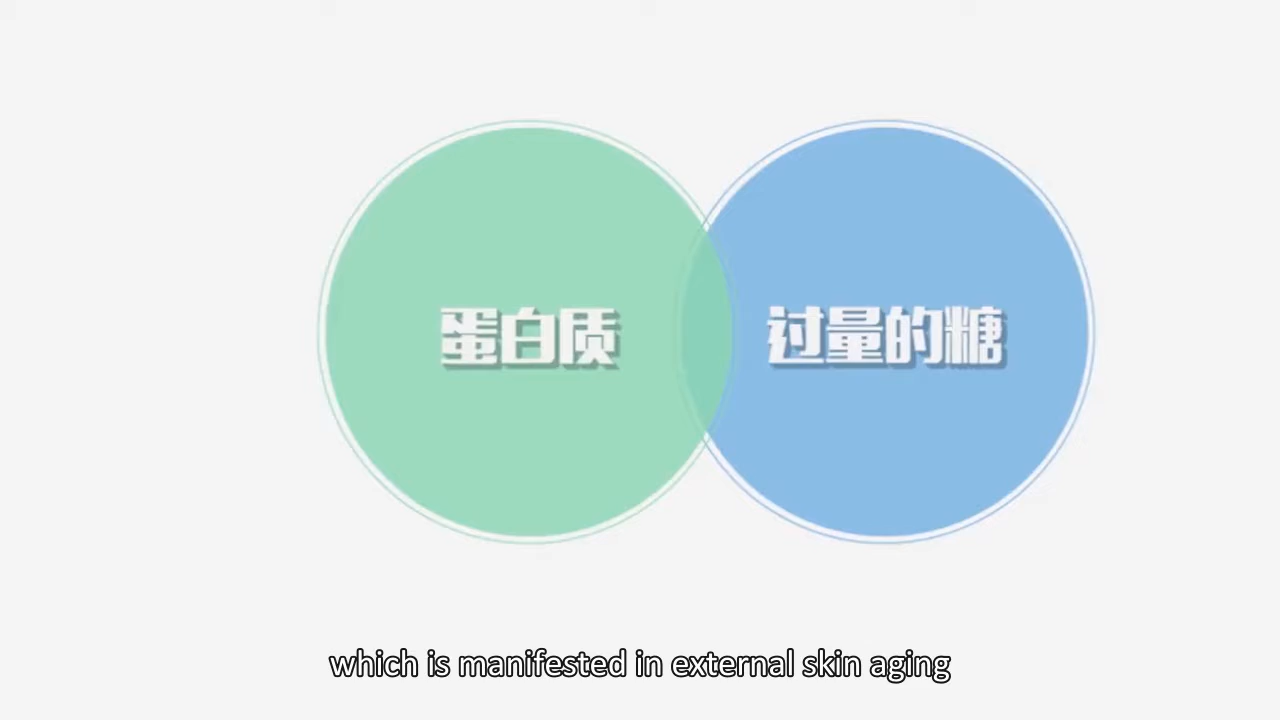 蛋白质
过量的糖
which is manifested in external skin aging